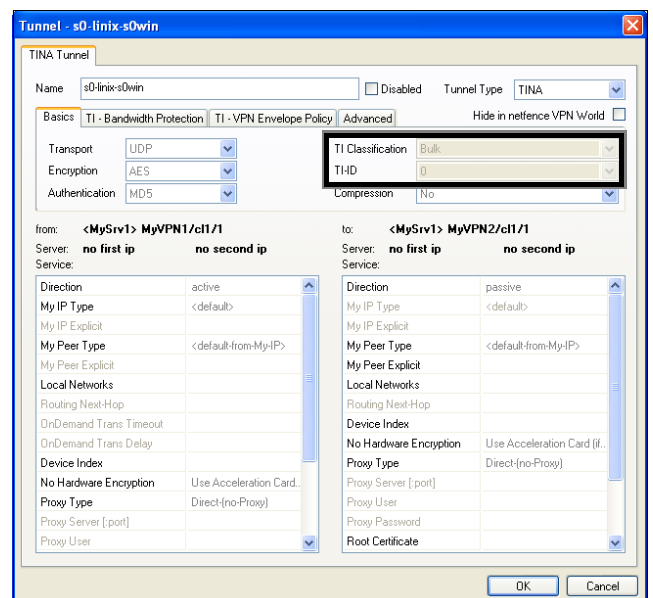 Tunnel - s0-linix-s0win
TINA Tunnel
Name s0-linix-s0win Disabled Tunnel Type TINA
Basics TI - Bandwidth Protection TI - VPN Envelope Policy Advanced Hide in netfence VPN World
Transport UDP TI Classification Bulk
Encryption AES TI-ID 0
Authentication MD5 Compression No
from: <MySrv1> MyVPN1/cl1/1 to: <MySrv1> MyVPN2/cl1/1
Server: no first ip no second ip Server: no first ip no second ip
Service: Service:
Direction active Direction passive
My IP Type <default> My IP Type <default>
My IP Explicit My IP Explicit
My Peer Type <default-from-My-IP> My Peer Type <default-from-My-IP>
My Peer Explicit My Peer Explicit
Local Networks Local Networks
Routing Next-Hop Routing Next-Hop
OnDemand Trans Timeout Device Index
OnDemand Trans Delay No Hardware Encryption Use Acceleration Card (if..
Device Index Proxy Type Direct-(no-Proxy)
No Hardware Encryption Use Acceleration Card.. Proxy Server [:port]
Proxy Type Direct-(no-Proxy) Proxy User
Proxy Server [:port] Proxy Password
Proxy User Root Certificate
OK Cancel